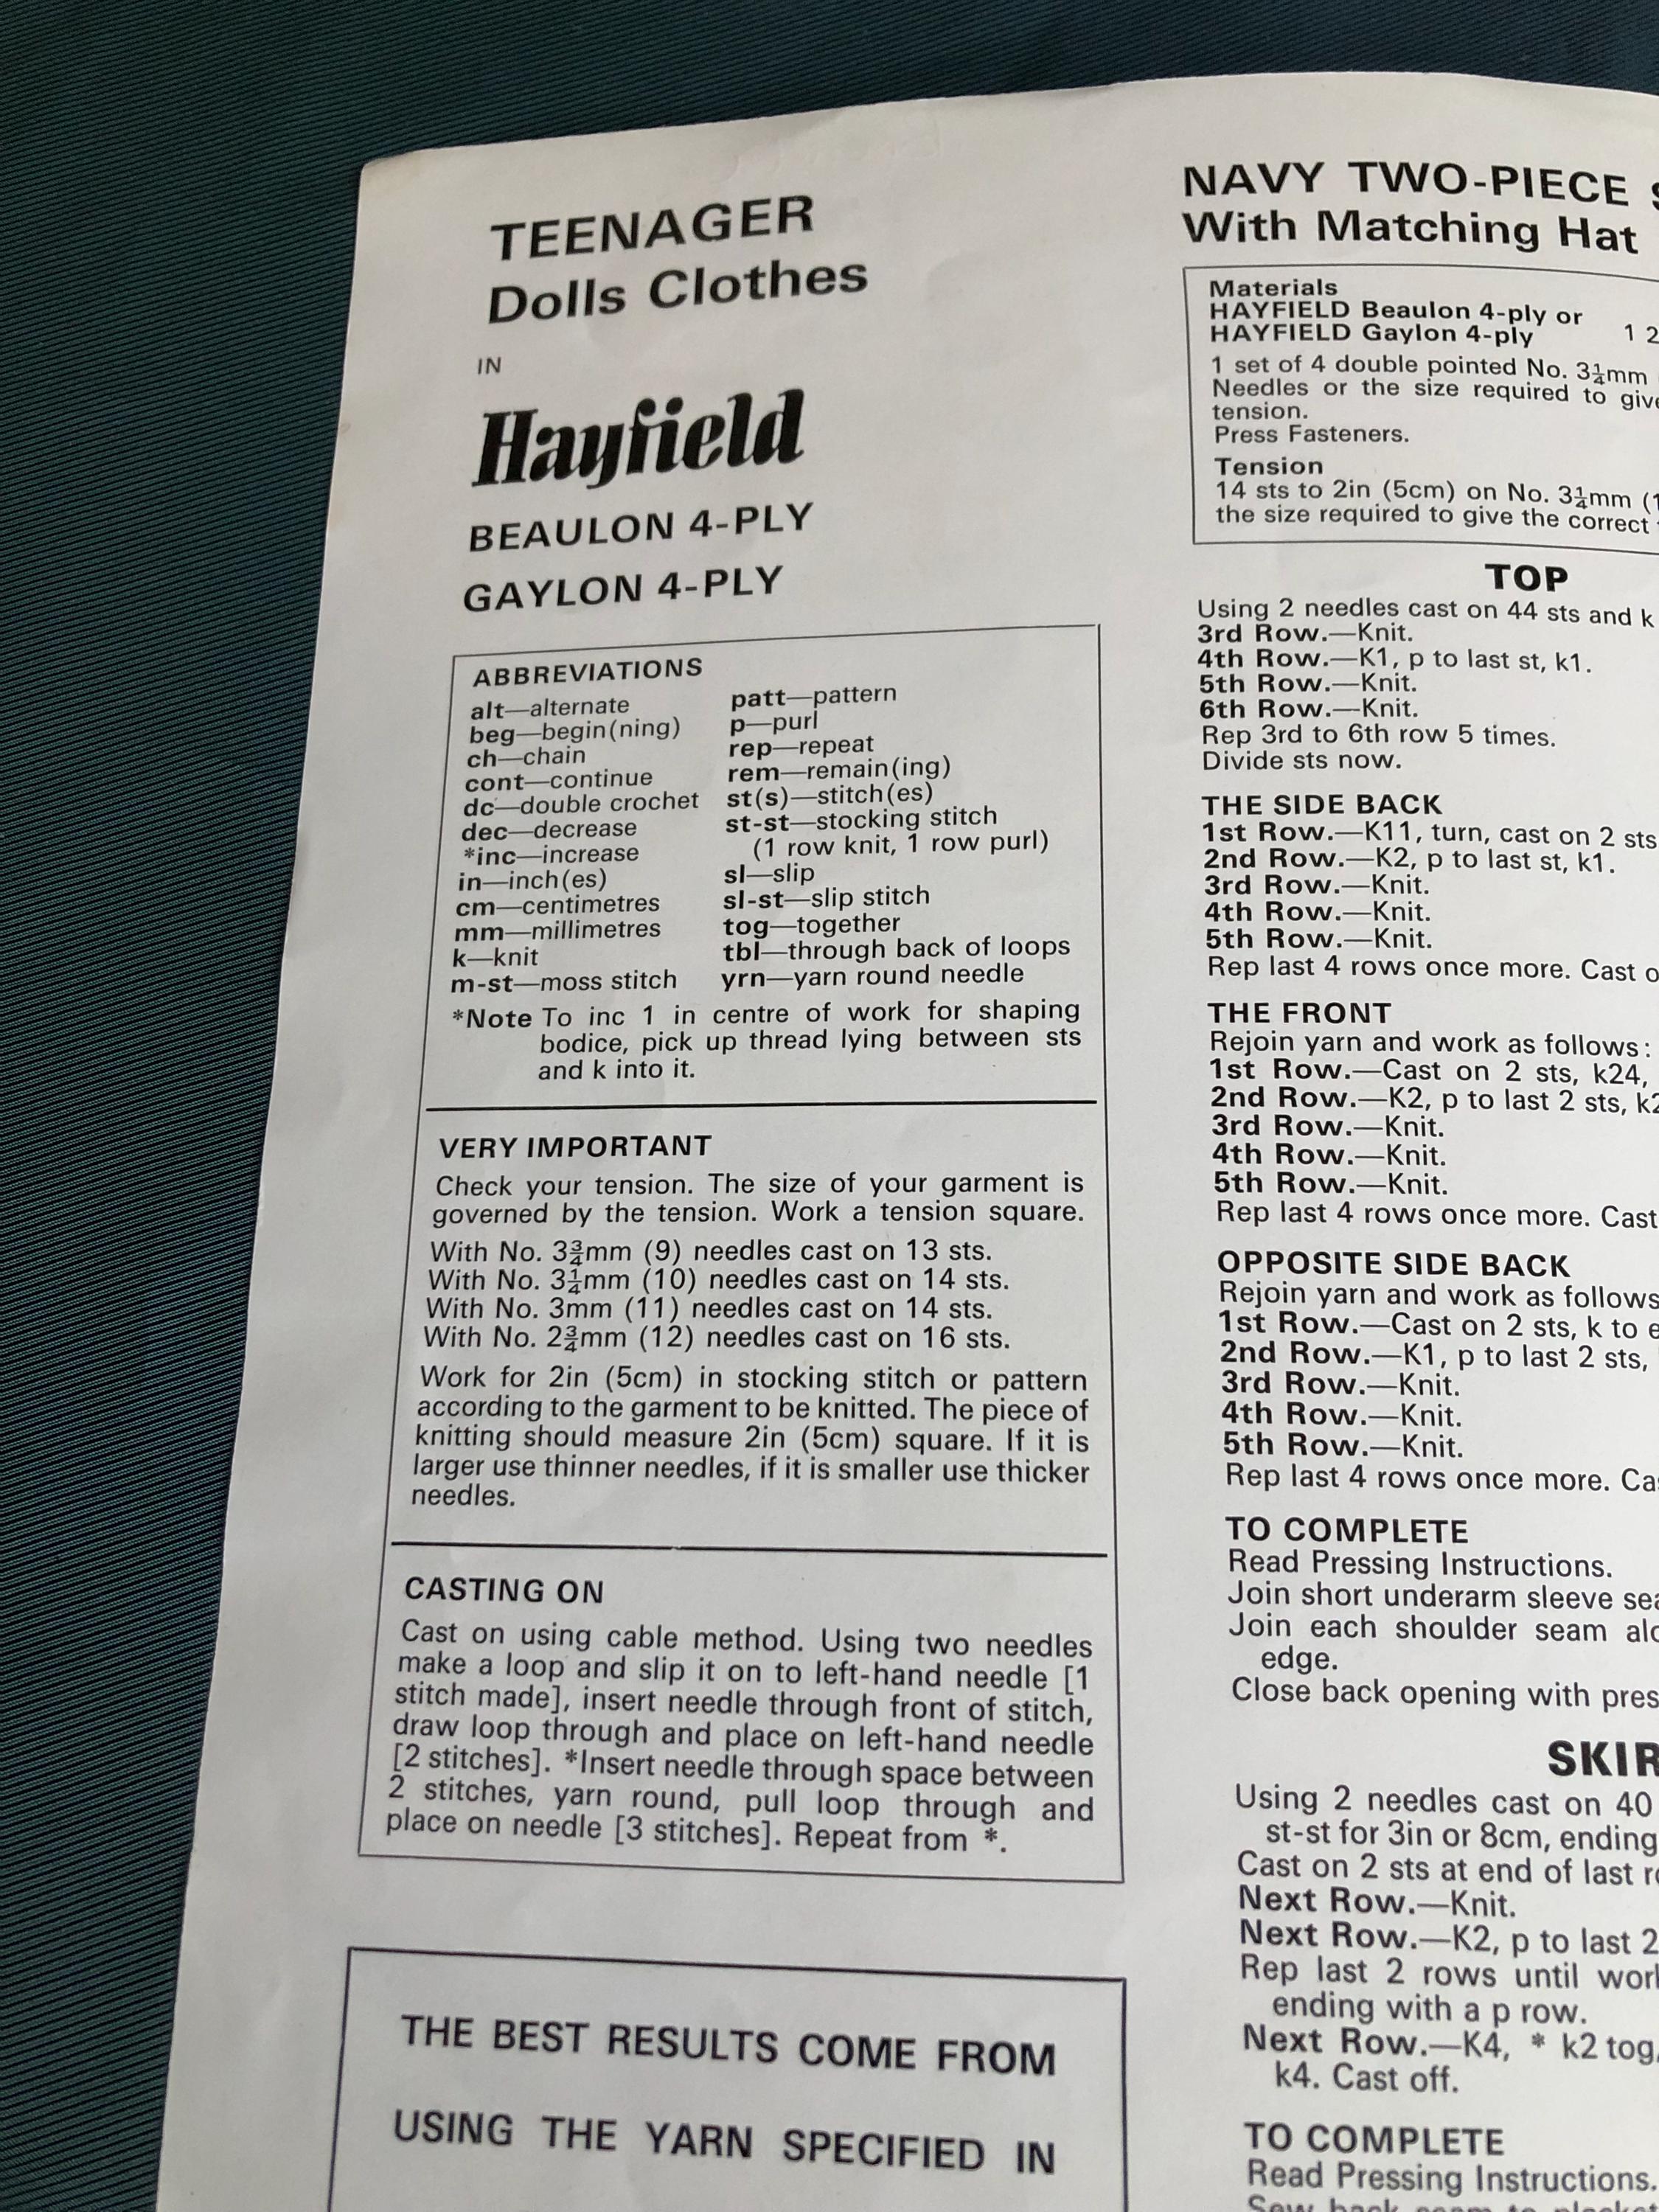 TEENAGER
Dolls Clothes
IN
Hayfield
BEAULON 4-PLY
GAYLON 4-PLY
ABBREVIATIONS
alt—alternate
beg—begin(ning)
ch—chain
cont—continue
dc—double crochet
dec—decrease
*inc—increase
in—inch(es)
cm—centimetres
mm—millimetres
k—knit
m-st—moss stitch
patt—pattern
p—purl
rep—repeat
rem—remain(ing)
st(s)—stitch(es)
st-st—stocking stitch
(1 row knit, 1 row purl)
sl—slip
sl-st—slip stitch
tog—together
tbl—through back of loops
yrn—yarn round needle
*Note To inc 1 in centre of work for shaping
bodice, pick up thread lying between sts
and k into it.
VERY IMPORTANT
Check your tension. The size of your garment is
governed by the tension. Work a tension square.
With No. 3¾mm (9) needles cast on 13 sts.
With No. 3¼mm (10) needles cast on 14 sts.
With No. 3mm (11) needles cast on 14 sts.
With No. 2¾mm (12) needles cast on 16 sts.
Work for 2in (5cm) in stocking stitch or pattern
according to the garment to be knitted. The piece of
knitting should measure 2in (5cm) square. If it is
larger use thinner needles, if it is smaller use thicker
needles.
CASTING ON
Cast on using cable method. Using two needles
make a loop and slip it on to left-hand needle [1
stitch made], insert needle through front of stitch,
draw loop through and place on left-hand needle
[2 stitches]. *Insert needle through space between
2 stitches, yarn round, pull loop through and
place on needle [3 stitches]. Repeat from *.
THE BEST RESULTS COME FROM
USING THE YARN SPECIFIED IN
NAVY TWO-PIECE
With Matching Hat
Materials
HAYFIELD Beaulon 4-ply or
HAYFIELD Gaylon 4-ply 1 2
1 set of 4 double pointed No. 3¼mm
Needles or the size required to give
tension.
Press Fasteners.
Tension
14 sts to 2in (5cm) on No. 3¼mm (1
the size required to give the correct
TOP
Using 2 needles cast on 44 sts and k
3rd Row.—Knit.
4th Row.—K1, p to last st, k1.
5th Row.—Knit.
6th Row.—Knit.
Rep 3rd to 6th row 5 times.
Divide sts now.
THE SIDE BACK
1st Row.—K11, turn, cast on 2 sts
2nd Row.—K2, p to last st, k1.
3rd Row.—Knit.
4th Row.—Knit.
5th Row.—Knit.
Rep last 4 rows once more. Cast o
THE FRONT
Rejoin yarn and work as follows:
1st Row.—Cast on 2 sts, k24,
2nd Row.—K2, p to last 2 sts, k2
3rd Row.—Knit.
4th Row.—Knit.
5th Row.—Knit.
Rep last 4 rows once more. Cast
OPPOSITE SIDE BACK
Rejoin yarn and work as follows
1st Row.—Cast on 2 sts, k to e
2nd Row.—K1, p to last 2 sts,
3rd Row.—Knit.
4th Row.—Knit.
5th Row.—Knit.
Rep last 4 rows once more. Ca
TO COMPLETE
Read Pressing Instructions.
Join short underarm sleeve sea
Join each shoulder seam alo
edge.
Close back opening with pres
SKIR
Using 2 needles cast on 40
st-st for 3in or 8cm, ending
Cast on 2 sts at end of last ro
Next Row.—Knit.
Next Row.—K2, p to last 2
Rep last 2 rows until work
ending with a p row.
Next Row.—K4, * k2 tog,
k4. Cast off.
TO COMPLETE
Read Pressing Instructions.